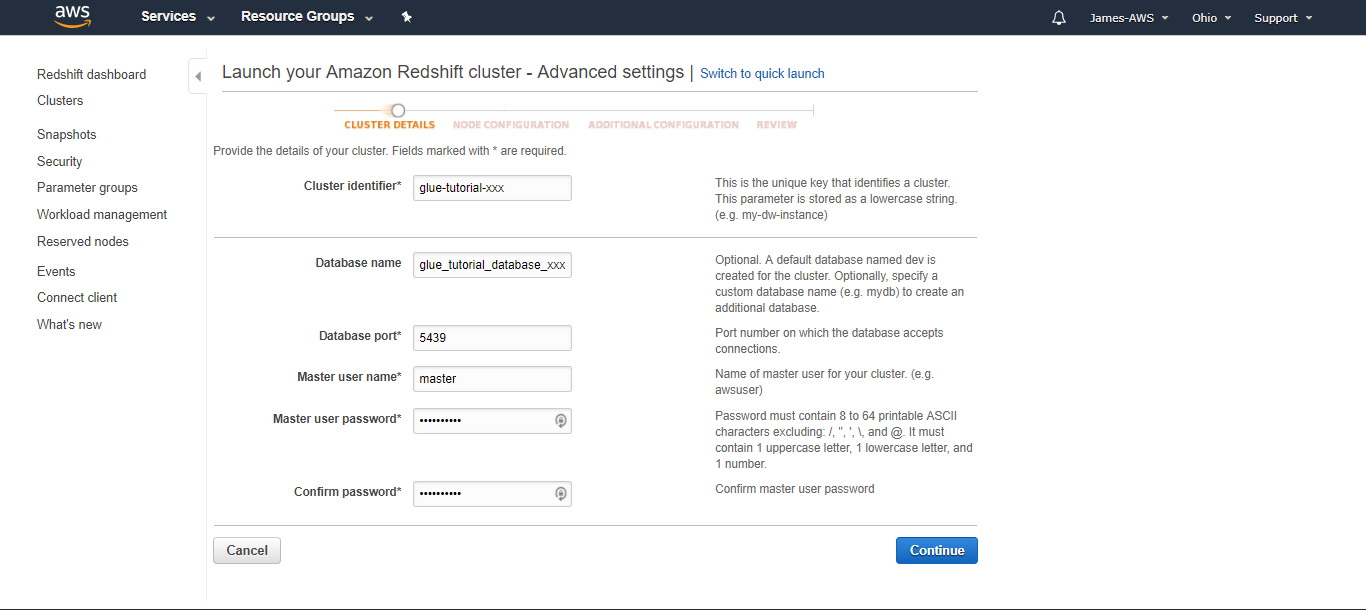 aws Services Resource Groups James-AWS Ohio Support
Redshift dashboard
Clusters
Snapshots
Security
Parameter groups
Workload management
Reserved nodes
Events
Connect client
What's new
Launch your Amazon Redshift cluster - Advanced settings | Switch to quick launch
CLUSTER DETAILS NODE CONFIGURATION ADDITIONAL CONFIGURATION REVIEW
Provide the details of your cluster. Fields marked with * are required.
Cluster identifier* glue-tutorial-xxx
This is the unique key that identifies a cluster.
This parameter is stored as a lowercase string.
(e.g. my-dw-instance)
Database name glue_tutorial_database_xxx
Optional. A default database named dev is
created for the cluster. Optionally, specify a
custom database name (e.g. mydb) to create an
additional database.
Database port* 5439
Port number on which the database accepts
connections.
Master user name* master
Name of master user for your cluster. (e.g.
awsuser)
Master user password* ••••••••••
Password must contain 8 to 64 printable ASCII
characters excluding: /, ", ', \, and @. It must
contain 1 uppercase letter, 1 lowercase letter, and
1 number.
Confirm password* ••••••••••
Confirm master user password
Cancel Continue